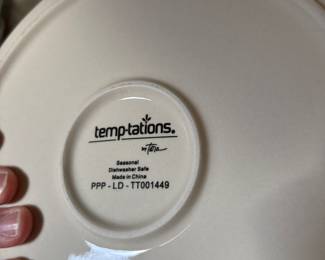 temp-tations®
by Tara
Seasonal
Dishwasher Safe
Made in China
PPP - LD - TT001449